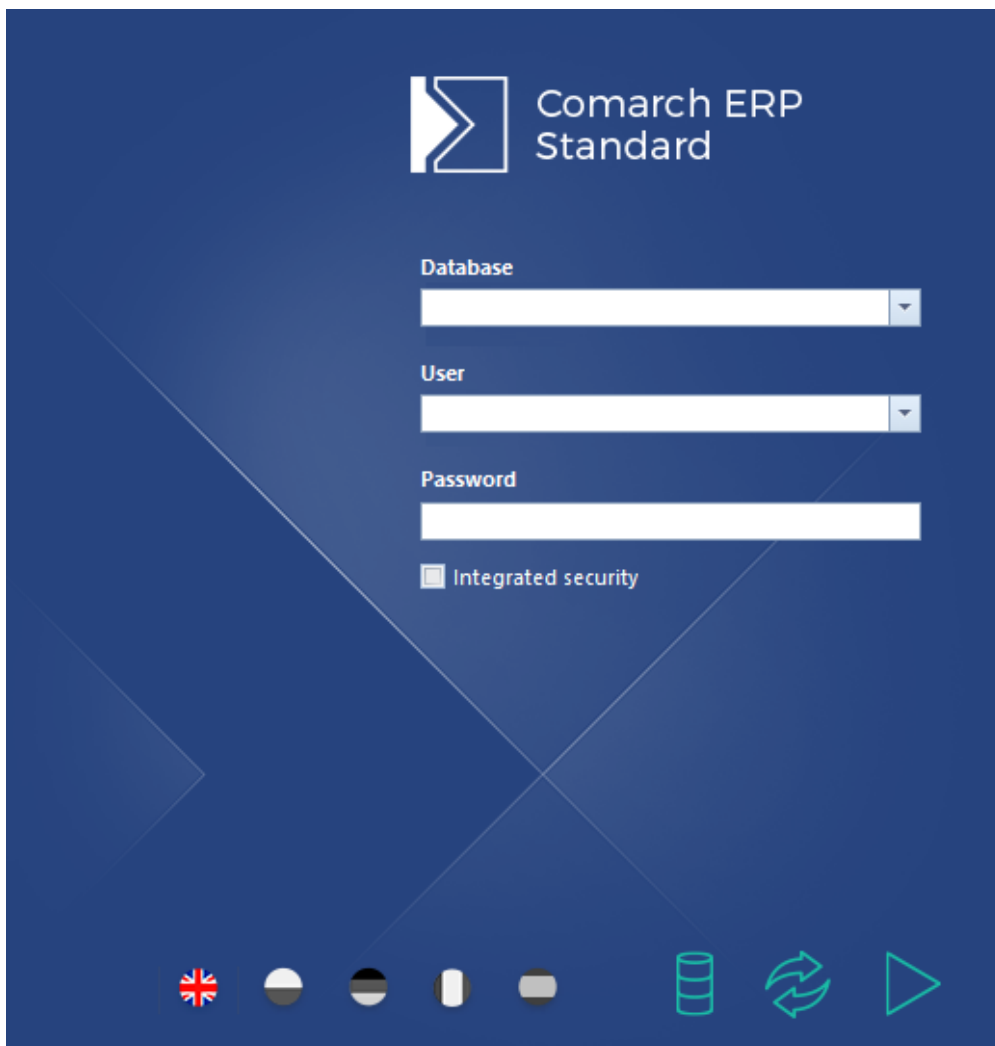 Comarch ERP
Standard
Database
User
Password
Integrated security